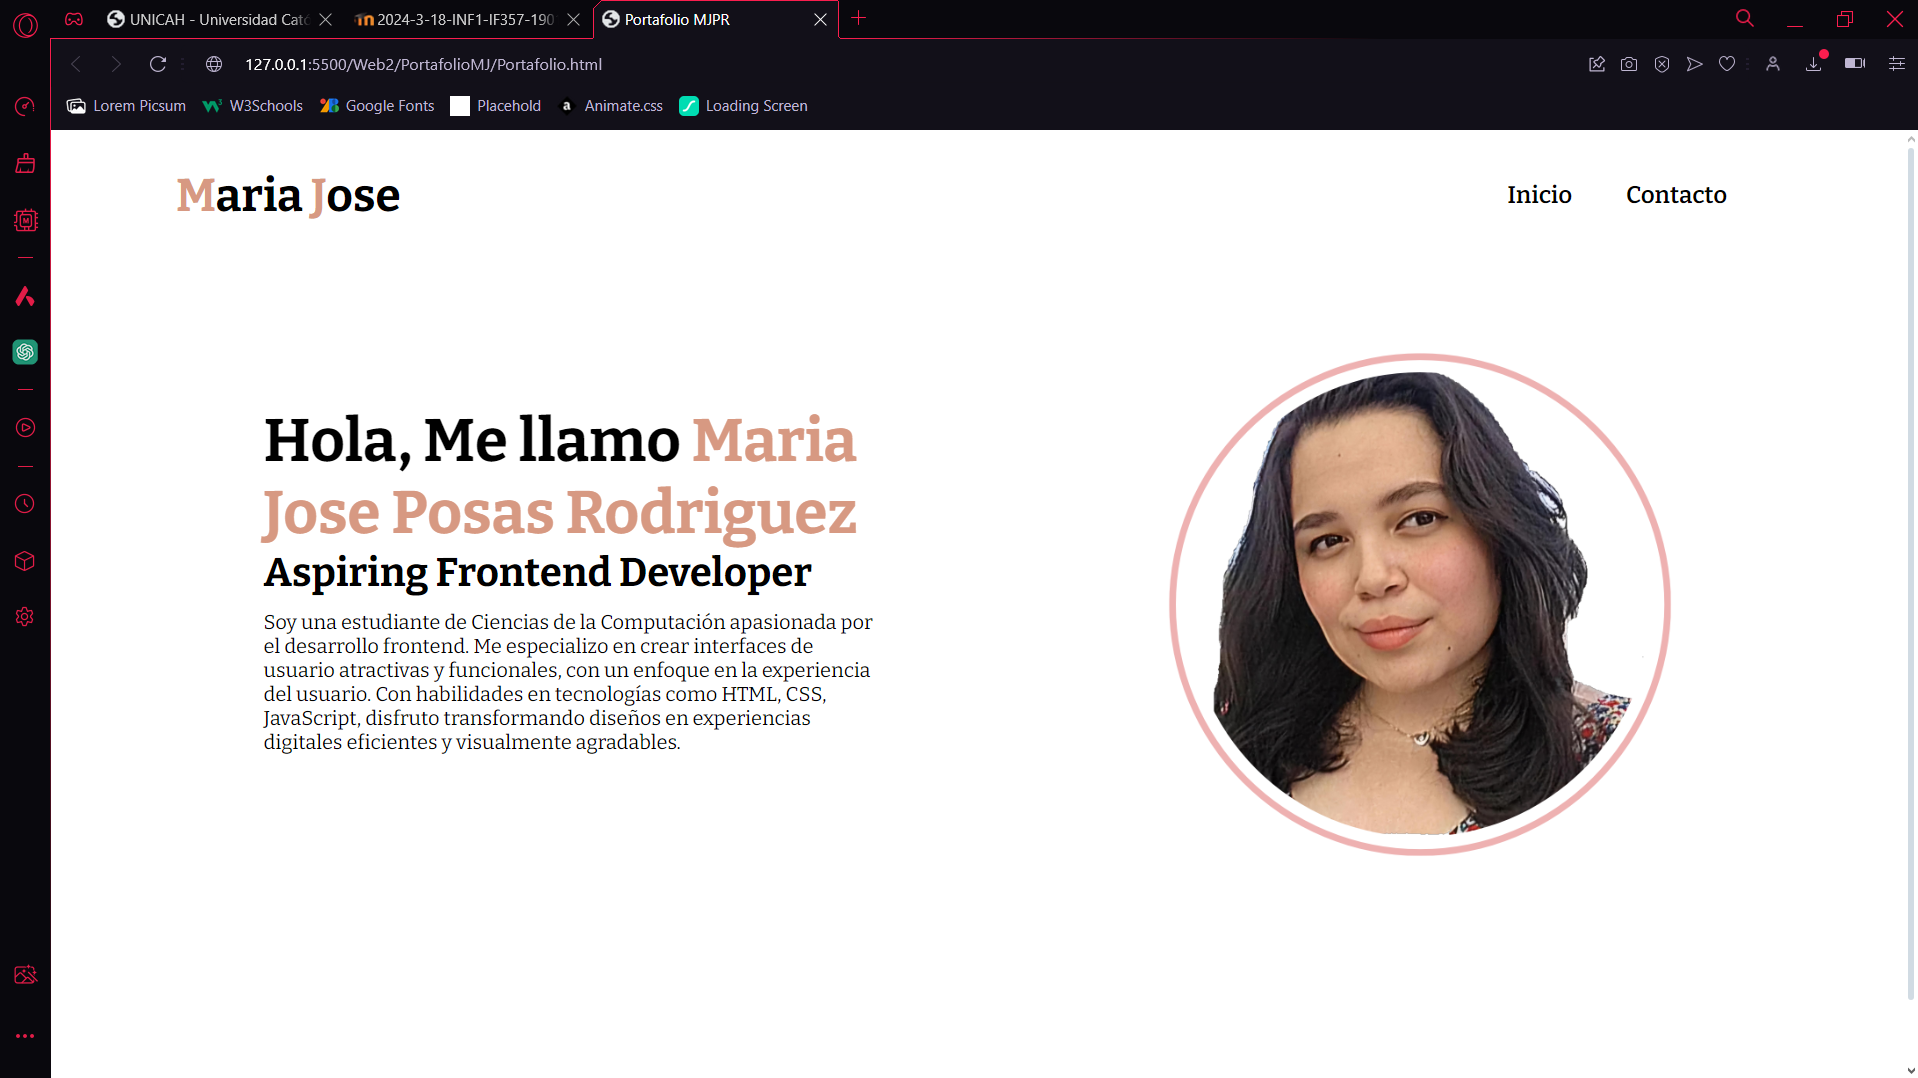 UNICAH - Universidad Cató
2024-3-18-INF1-IF357-190
Portafolio MJPR
127.0.0.1:5500/Web2/PortafolioMJ/Portafolio.html
Lorem Picsum
W3Schools
Google Fonts
Placehold
Animate.css
Loading Screen
Maria Jose
Inicio
Contacto
Hola, Me llamo Maria
Jose Posas Rodriguez
Aspiring Frontend Developer
Soy una estudiante de Ciencias de la Computación apasionada por
el desarrollo frontend. Me especializo en crear interfaces de
usuario atractivas y funcionales, con un enfoque en la experiencia
del usuario. Con habilidades en tecnologías como HTML, CSS,
JavaScript, disfruto transformando diseños en experiencias
digitales eficientes y visualmente agradables.